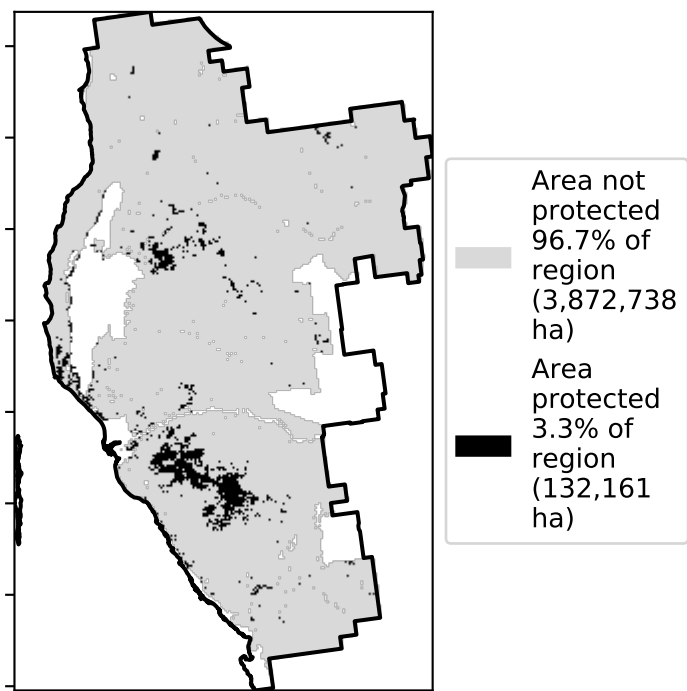 Area not
protected
96.7% of
region
(3,872,738
ha)
Area
protected
3.3% of
region
(132,161
ha)